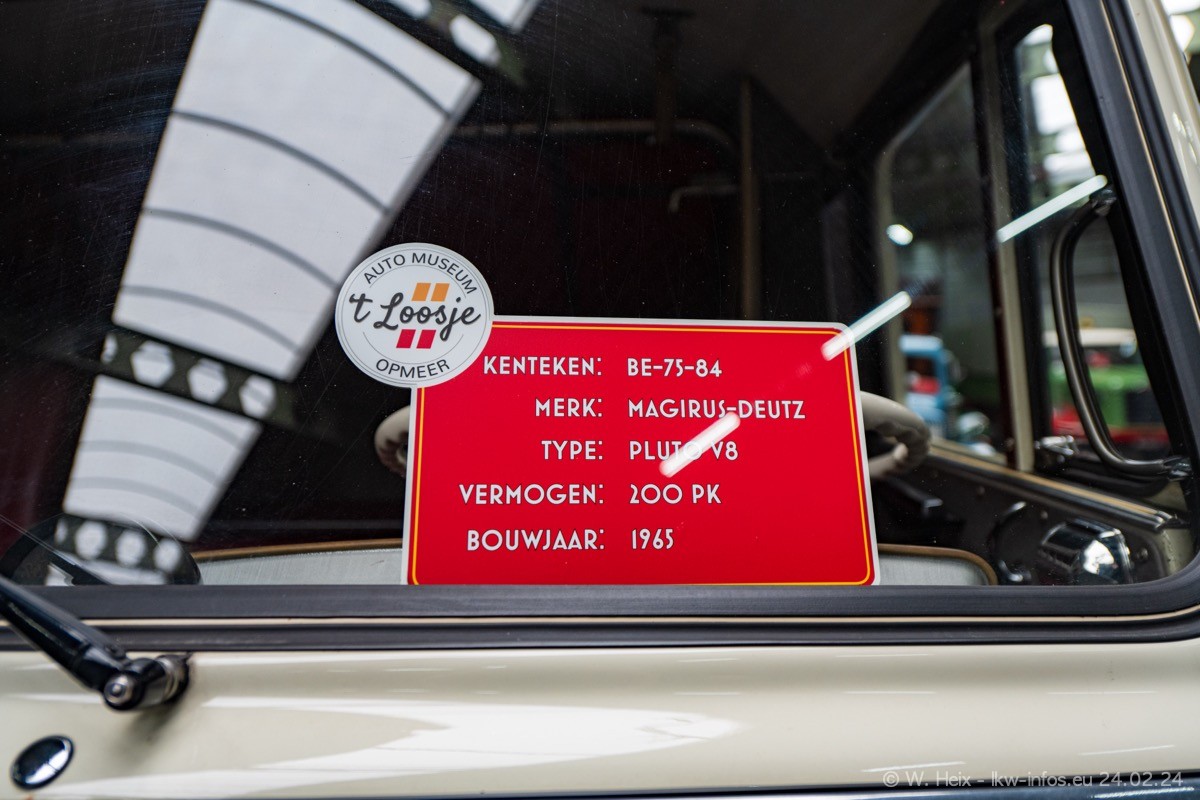 AUTO MUSEUM
't Loosje
OPMEER
KENTEKEN: BE-75-84
MERK: MAGIRUS-DEUTZ
TYPE: PLUTO V8
VERMOGEN: 200 PK
BOUWJAAR: 1965
© W. Heix - lkw-infos.eu 24.02.24